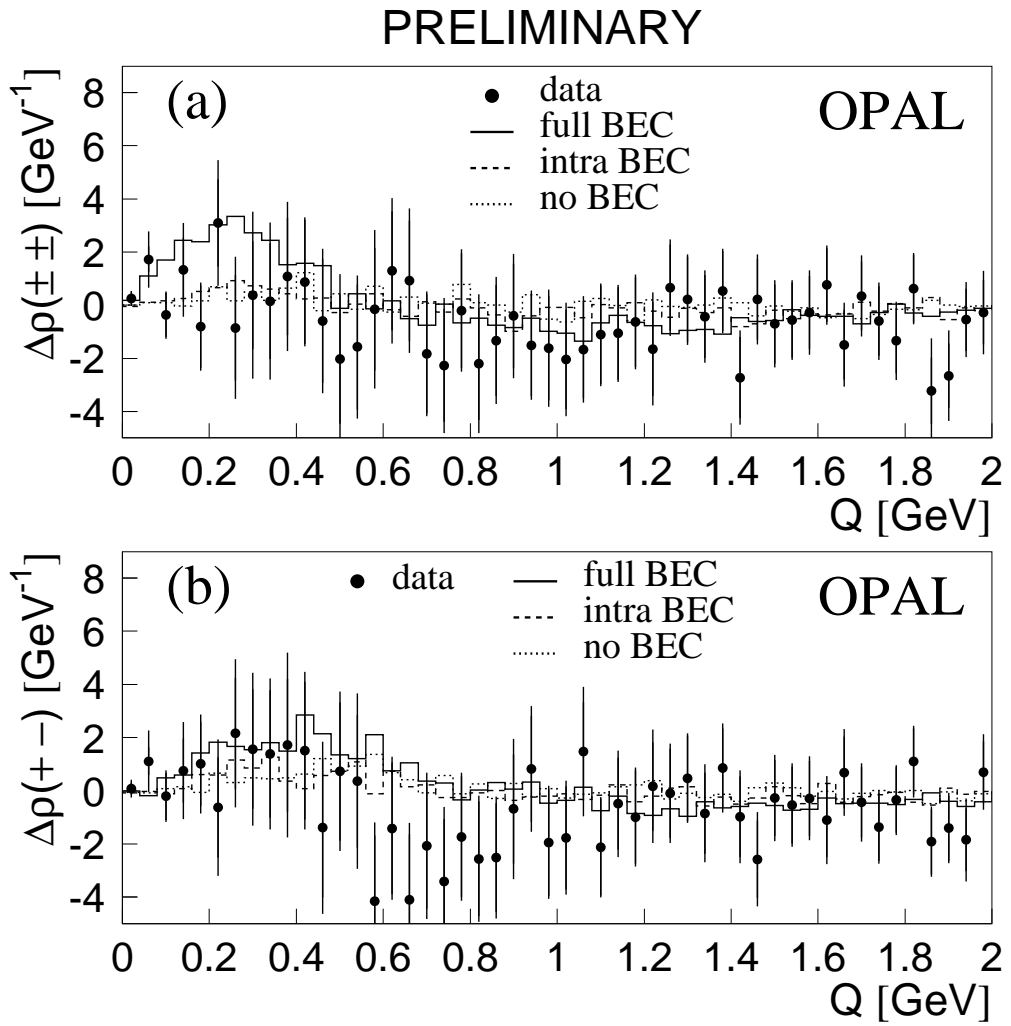 PRELIMINARY
(a)
data
full BEC
intra BEC
no BEC
OPAL
Δρ(± ±) [GeV⁻¹]
8
6
4
2
0
-2
-4
0 0.2 0.4 0.6 0.8 1 1.2 1.4 1.6 1.8 2
Q [GeV]
(b)
data
full BEC
intra BEC
no BEC
OPAL
Δρ(+ −) [GeV⁻¹]
8
6
4
2
0
-2
-4
0 0.2 0.4 0.6 0.8 1 1.2 1.4 1.6 1.8 2
Q [GeV]